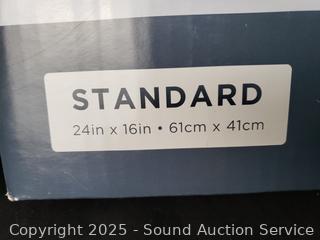 STANDARD
24in x 16in • 61cm x 41cm
Copyright 2025 - Sound Auction Service